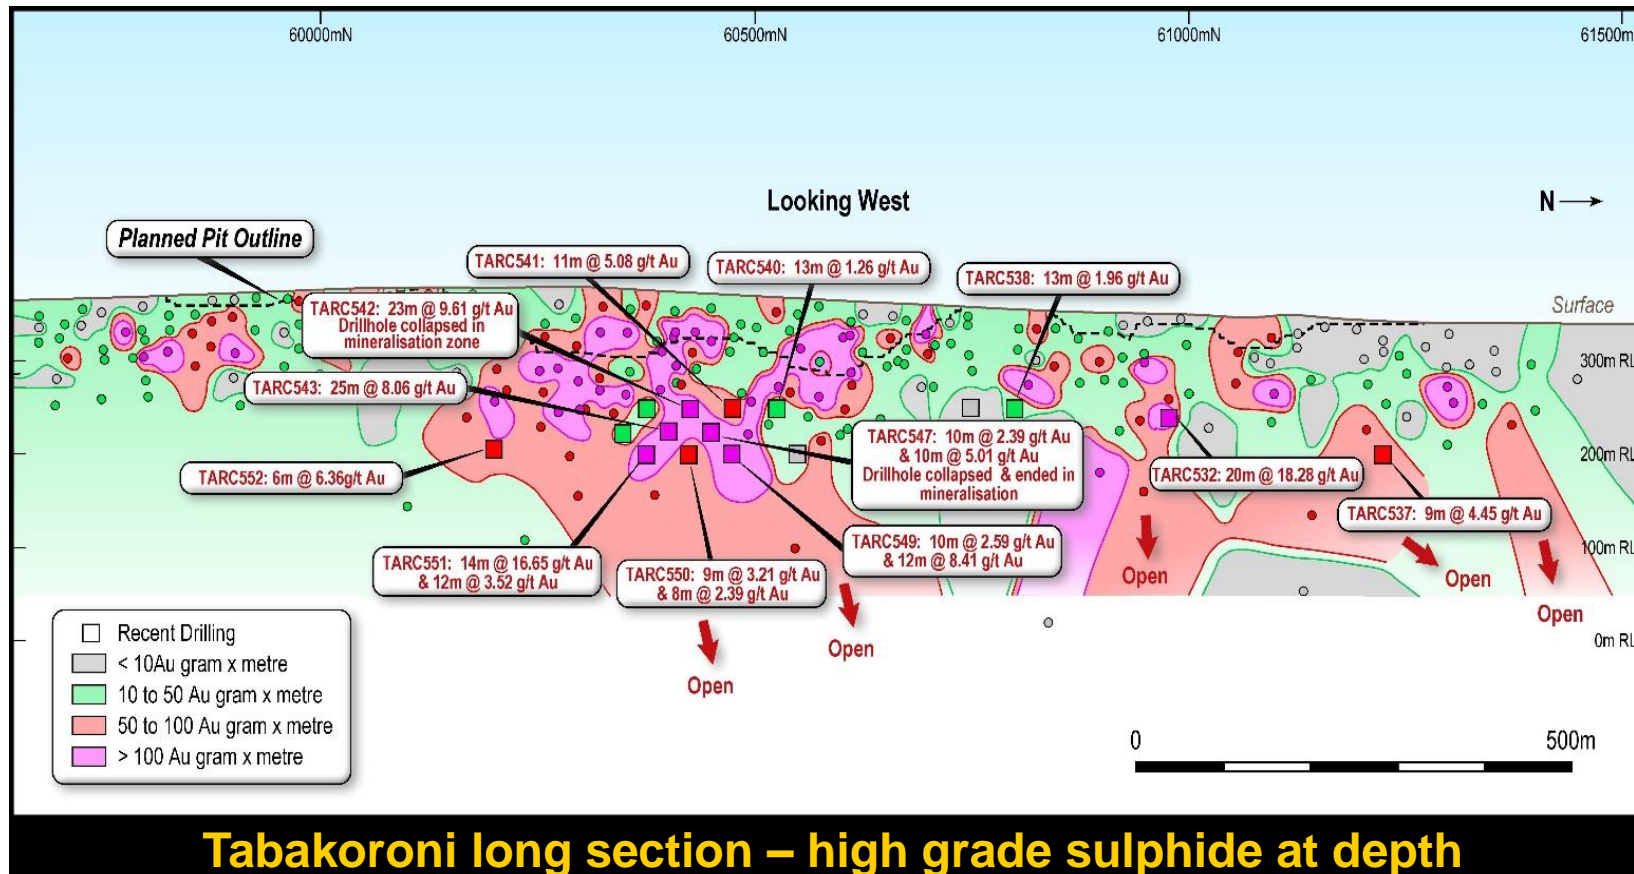 60000mN
60500mN
61000mN
61500m
Looking West
N
Planned Pit Outline
TARC541: 11m @ 5.08 g/t Au
TARC540: 13m @ 1.26 g/t Au
TARC538: 13m @ 1.96 g/t Au
Surface
TARC542: 23m @ 9.61 g/t Au
Drillhole collapsed in
mineralisation zone
300m RL
TARC543: 25m @ 8.06 g/t Au
TARC547: 10m @ 2.39 g/t Au
& 10m @ 5.01 g/t Au
Drillhole collapsed & ended in
mineralisation
200m RL
TARC552: 6m @ 6.36g/t Au
TARC532: 20m @ 18.28 g/t Au
TARC537: 9m @ 4.45 g/t Au
TARC551: 14m @ 16.65 g/t Au
& 12m @ 3.52 g/t Au
TARC550: 9m @ 3.21 g/t Au
& 8m @ 2.39 g/t Au
TARC549: 10m @ 2.59 g/t Au
& 12m @ 8.41 g/t Au
100m RL
Open
Open
Open
Open
Open
0m RL
Recent Drilling
< 10Au gram x metre
10 to 50 Au gram x metre
50 to 100 Au gram x metre
> 100 Au gram x metre
0
500m
Tabakoroni long section – high grade sulphide at depth